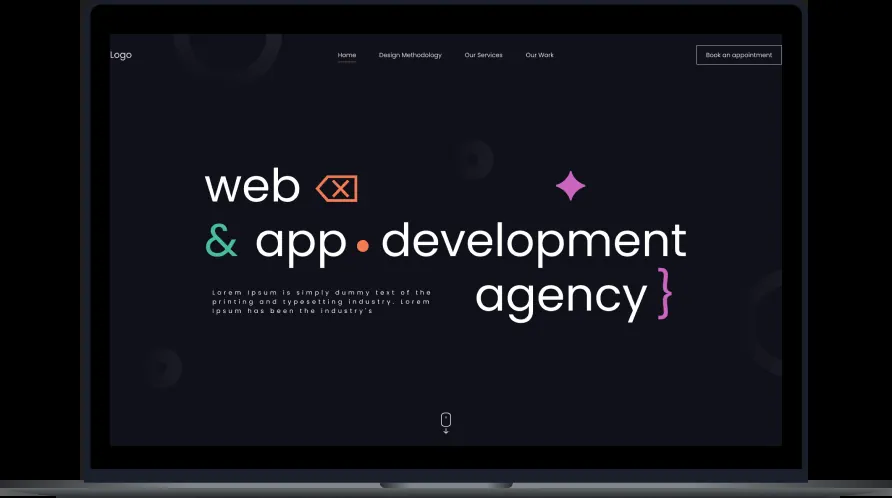 Logo
Home
Design Methodology
Our Services
Our Work
Book an appointment
web
& app • development
Lorem Ipsum is simply dummy text of the
printing and typesetting industry. Lorem
Ipsum has been the industry's
agency }